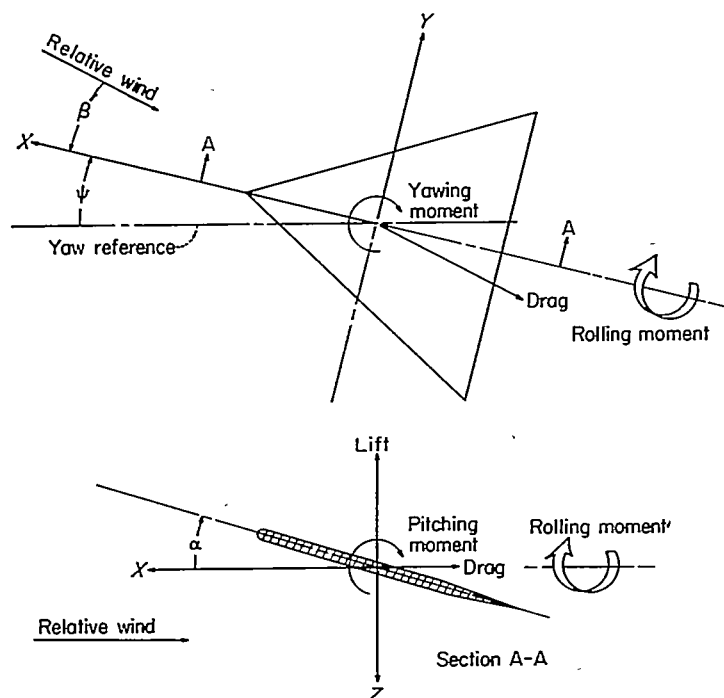 Y
Relative wind
β
X
A
ψ
Yawing
moment
Yaw reference
A
Drag
Rolling moment
Lift
α
Pitching
moment
Rolling moment
X
Drag
Relative wind
Section A-A
Z